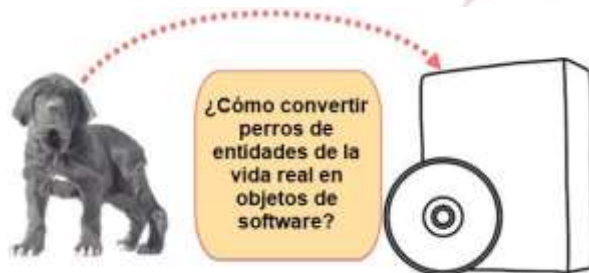 ¿Cómo convertir
perros de
entidades de la
vida real en
objetos de
software?